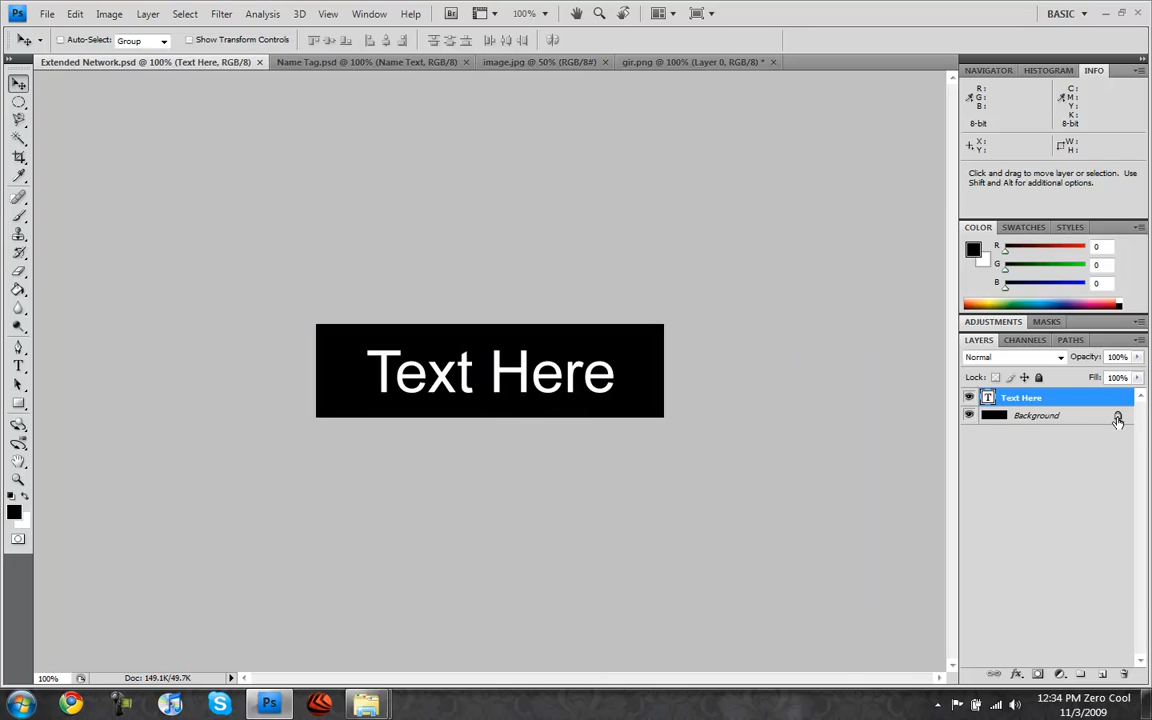 Ps File Edit Image Layer Select Filter Analysis 3D View Window Help Br 100% BASIC
Auto-Select: Group Show Transform Controls
Extended Network.psd @ 100% (Text Here, RGB/8) Name Tag.psd @ 100% (Name Text, RGB/8) image.jpg @ 50% (RGB/8#) gir.png @ 100% (Layer 0, RGB/8) *
NAVIGATOR HISTOGRAM INFO
R: C:
G: M:
B: Y:
K:
8-bit 8-bit
X: W:
Y: H:
Click and drag to move layer or selection. Use
Shift and Alt for additional options.
COLOR SWATCHES STYLES
R 0
G 0
B 0
ADJUSTMENTS MASKS
LAYERS CHANNELS PATHS
Normal Opacity: 100%
Lock: Fill: 100%
T Text Here
Background
Text Here
T
100% Doc: 149.1K/49.7K
fx
Ps
12:34 PM Zero Cool
11/3/2009